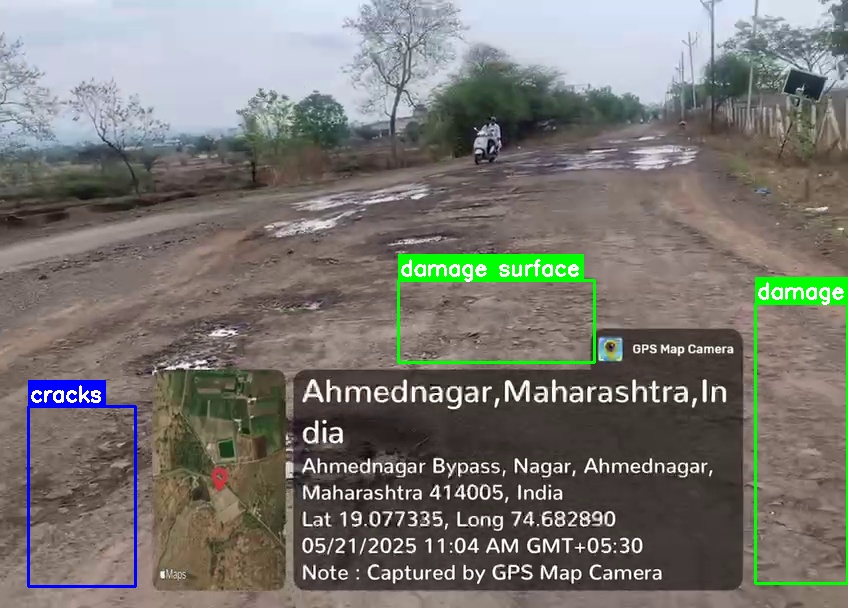 damage surface
damage
GPS Map Camera
cracks
Ahmednagar,Maharashtra,In
dia
Ahmednagar Bypass, Nagar, Ahmednagar,
Maharashtra 414005, India
Lat 19.077335, Long 74.682890
05/21/2025 11:04 AM GMT+05:30
Note : Captured by GPS Map Camera
Maps